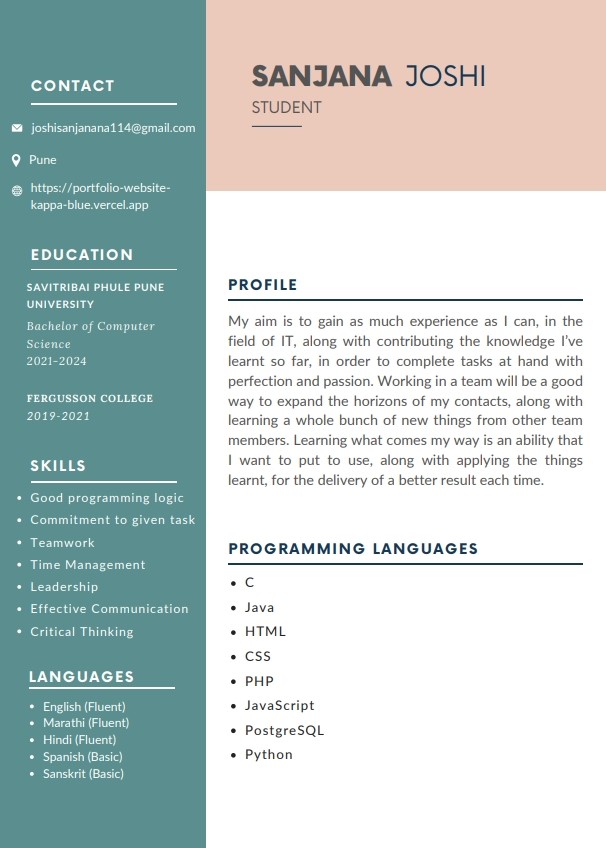 SANJANA JOSHI
STUDENT
CONTACT
joshisanjanana114@gmail.com
Pune
https://portfolio-website-
kappa-blue.vercel.app
EDUCATION
SAVITRIBAI PHULE PUNE
UNIVERSITY
Bachelor of Computer
Science
2021-2024
FERGUSSON COLLEGE
2019-2021
SKILLS
• Good programming logic
• Commitment to given task
• Teamwork
• Time Management
• Leadership
• Effective Communication
• Critical Thinking
LANGUAGES
• English (Fluent)
• Marathi (Fluent)
• Hindi (Fluent)
• Spanish (Basic)
• Sanskrit (Basic)
PROFILE
My aim is to gain as much experience as I can, in the
field of IT, along with contributing the knowledge I've
learnt so far, in order to complete tasks at hand with
perfection and passion. Working in a team will be a good
way to expand the horizons of my contacts, along with
learning a whole bunch of new things from other team
members. Learning what comes my way is an ability that
I want to put to use, along with applying the things
learnt, for the delivery of a better result each time.
PROGRAMMING LANGUAGES
• C
• Java
• HTML
• CSS
• PHP
• JavaScript
• PostgreSQL
• Python